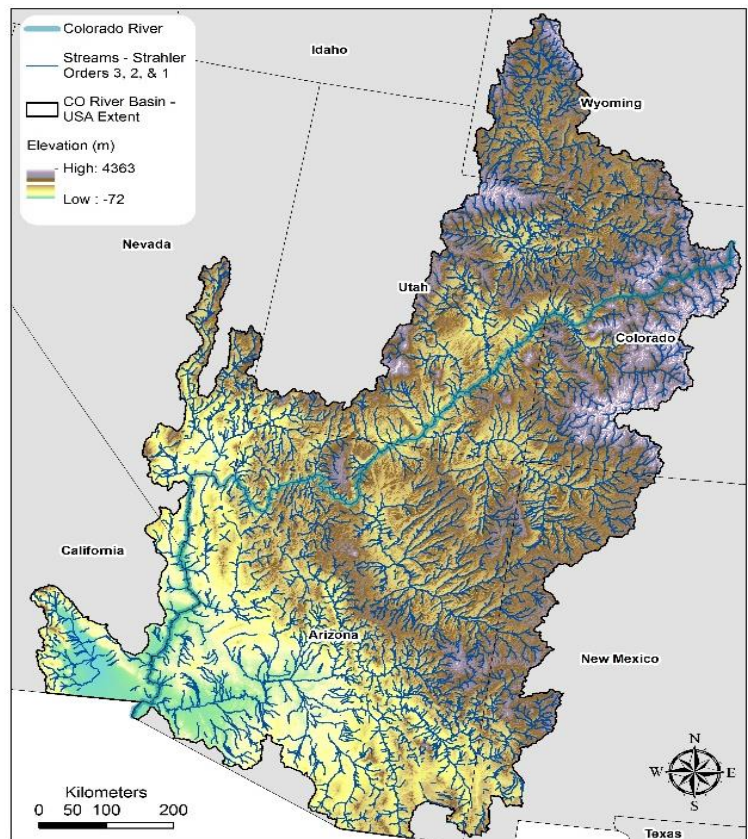 Colorado River
Streams - Strahler
Orders 3, 2, & 1
CO River Basin -
USA Extent
Elevation (m)
High: 4363
Low : -72
Idaho
Wyoming
Nevada
Utah
Colorado
California
Arizona
New Mexico
N
W E
S
Kilometers
0 50 100 200
Texas